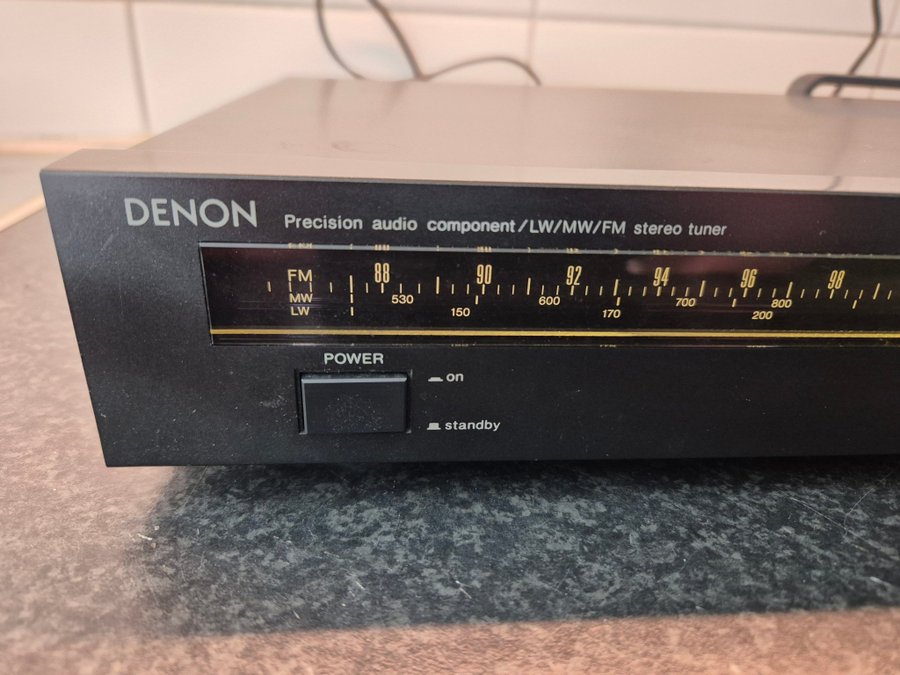 DENON Precision audio component/LW/MW/FM stereo tuner
FM 88 90 92 94 96 98
MW 530 600 700 800
LW 150 170 200
POWER
on
standby